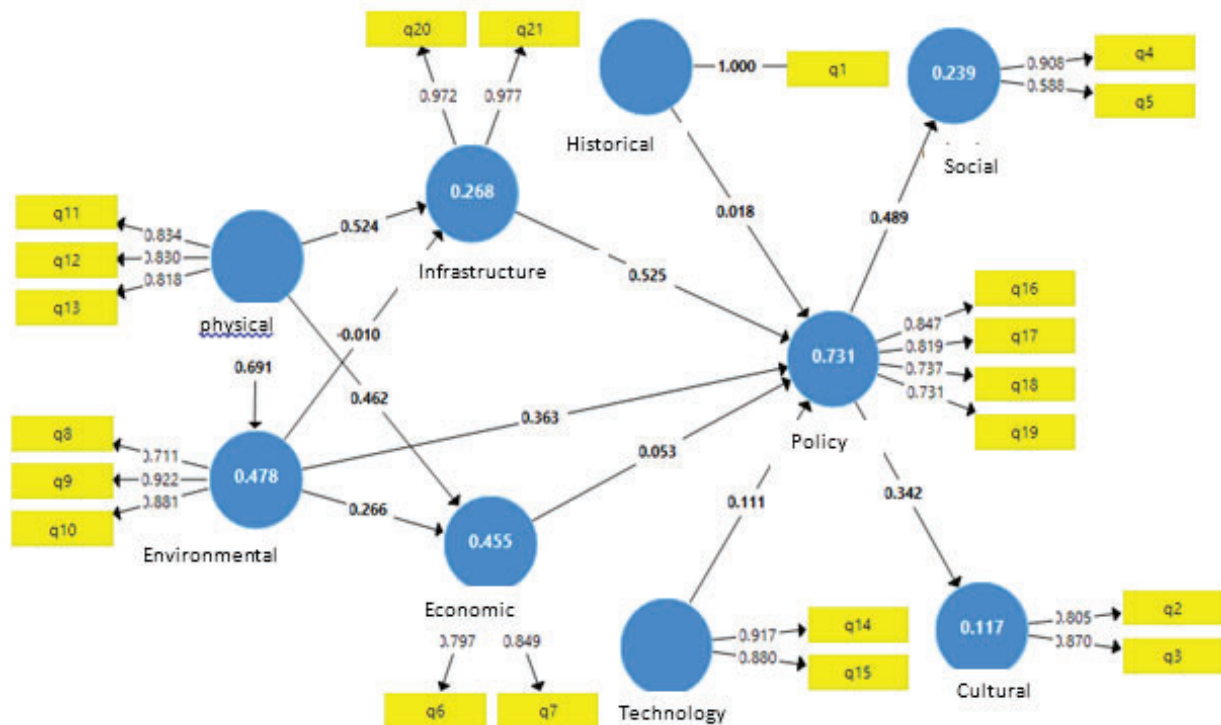 q20
q21
q1
1.000
Historical
0.239
q4
0.908
q5
0.588
Social
0.972
0.977
0.268
Infrastructure
q11
0.834
q12
0.830
q13
0.818
physical
0.524
0.018
0.489
0.525
-0.010
0.691
0.462
q16
0.847
q17
0.819
q18
0.737
q19
0.731
0.731
Policy
0.363
0.053
q8
0.711
q9
0.922
q10
0.881
0.478
Environmental
0.266
0.455
Economic
0.111
0.342
0.797
0.849
q6
q7
q14
0.917
q15
0.880
Technology
0.117
q2
0.805
q3
0.870
Cultural